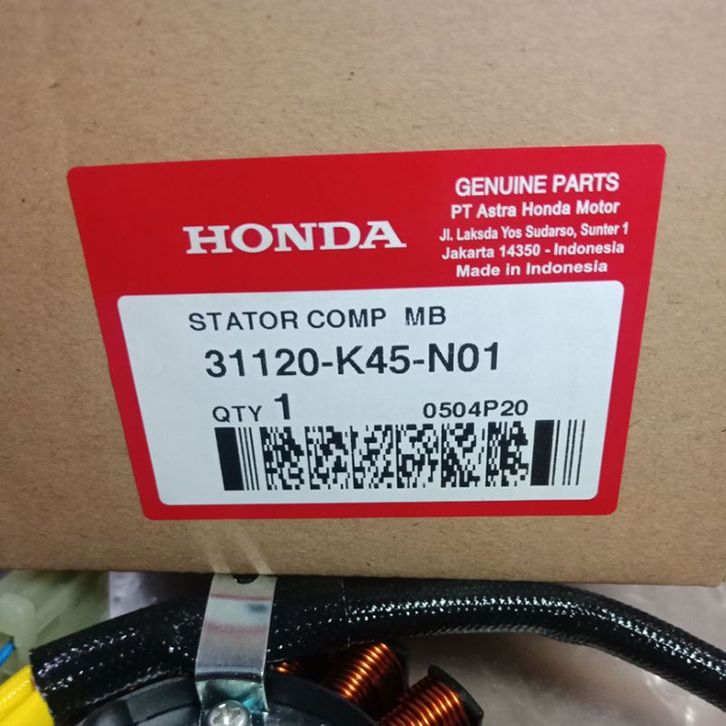 HONDA
GENUINE PARTS
PT Astra Honda Motor
Jl. Laksda Yos Sudarso, Sunter 1
Jakarta 14350 - Indonesia
Made in Indonesia
STATOR COMP MB
31120-K45-N01
QTY 1 0504P20